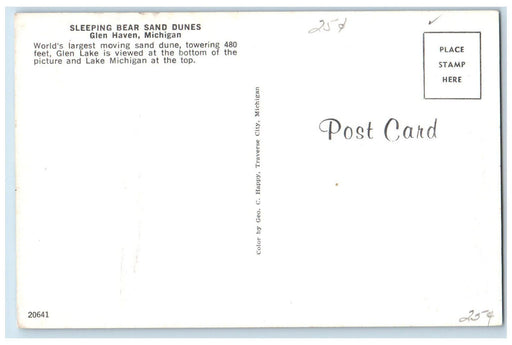 SLEEPING BEAR SAND DUNES
Glen Haven, Michigan
World's largest moving sand dune, towering 480
feet, Glen Lake is viewed at the bottom of the
picture and Lake Michigan at the top.
25¢
PLACE
STAMP
HERE
Post Card
Color by Geo. C. Happy, Traverse City, Michigan
20641
25¢